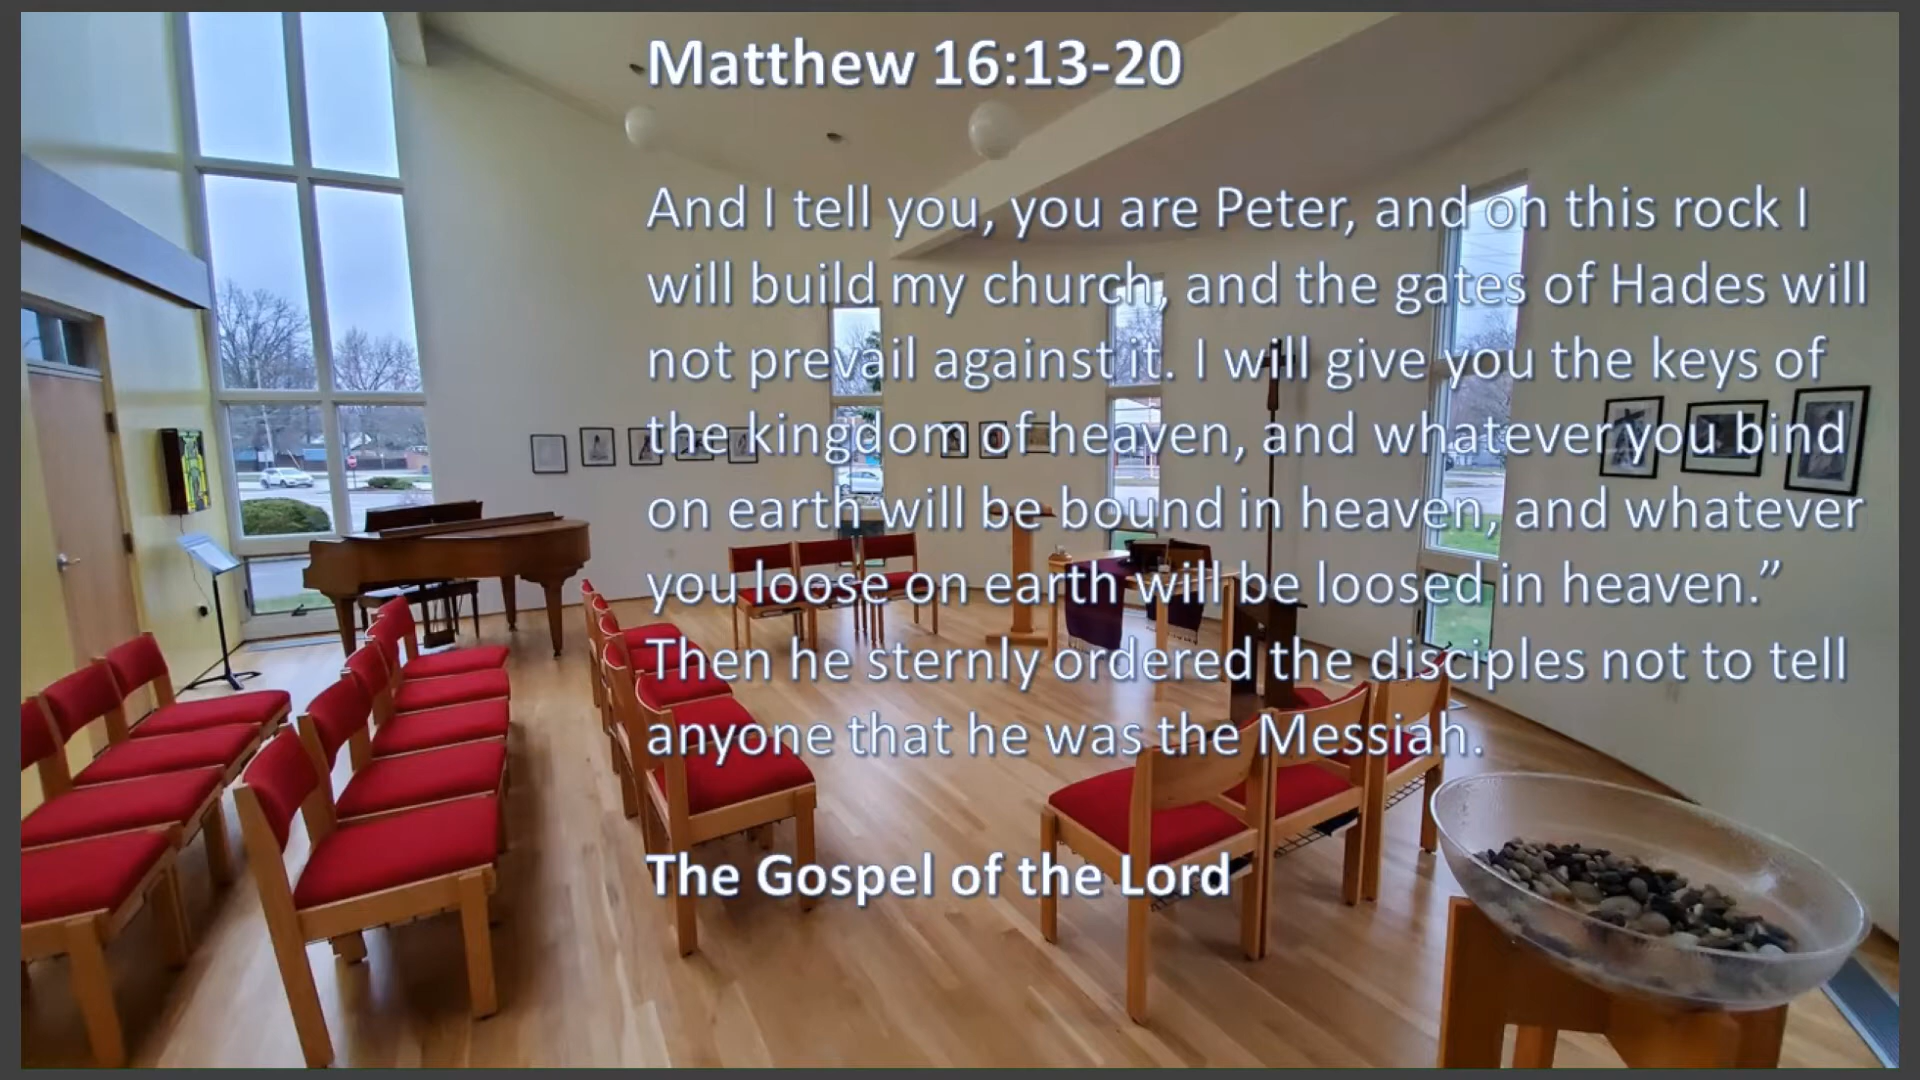 Matthew 16:13-20
And I tell you, you are Peter, and on this rock I
will build my church, and the gates of Hades will
not prevail against it. I will give you the keys of
the kingdom of heaven, and whatever you bind
on earth will be bound in heaven, and whatever
you loose on earth will be loosed in heaven.”
Then he sternly ordered the disciples not to tell
anyone that he was the Messiah.
The Gospel of the Lord